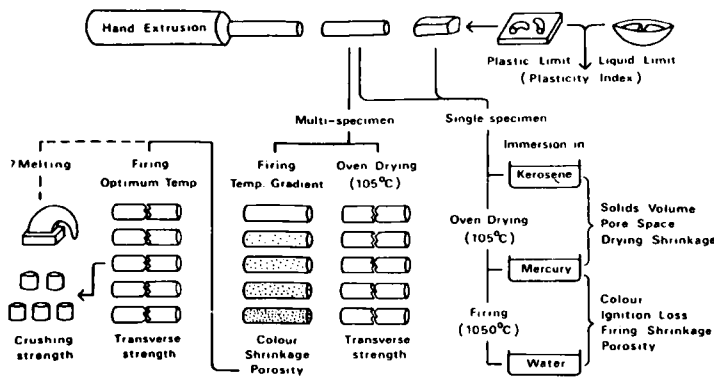 Hand Extrusion
Plastic Limit
Liquid Limit
(Plasticity Index)
Multi-specimen
Single specimen
?Melting
Firing
Optimum Temp
Firing
Temp. Gradient
Oven Drying
(105°C)
Immersion in
Kerosene
Oven Drying
(105°C)
Solids Volume
Pore Space
Drying Shrinkage
Mercury
Firing
(1050°C)
Colour
Ignition Loss
Firing Shrinkage
Porosity
Water
Crushing
strength
Transverse
strength
Colour
Shrinkage
Porosity
Transverse
strength